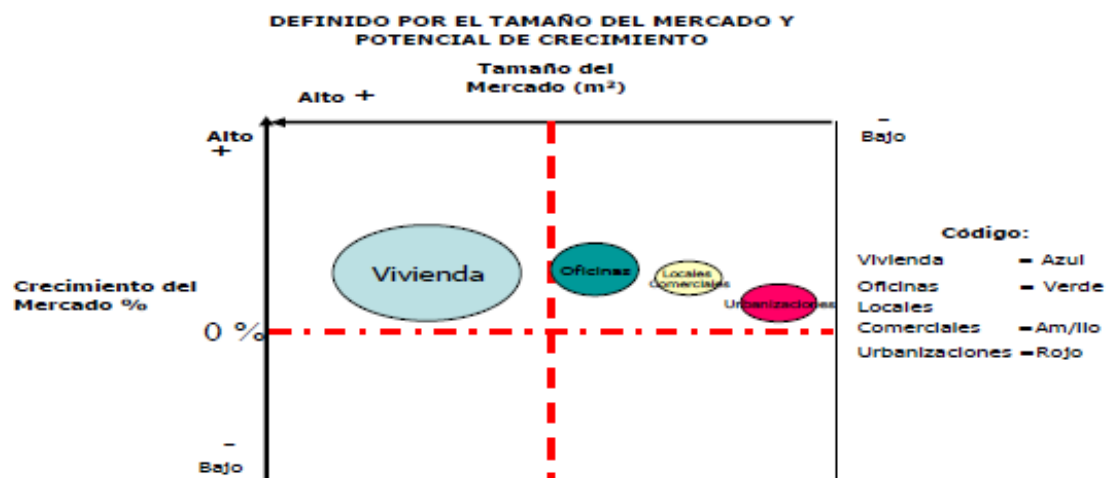 DEFINIDO POR EL TAMAÑO DEL MERCADO Y
POTENCIAL DE CRECIMIENTO
Tamaño del
Mercado (m²)
Alto +
Alto
+
-
Bajo
Vivienda
Oficinas
Locales
Comerciales
Urbanizaciones
Crecimiento del
Mercado %
0 %
-
Bajo
Código:
Vivienda - Azul
Oficinas - Verde
Locales
Comerciales -Am/llo
Urbanizaciones -Rojo